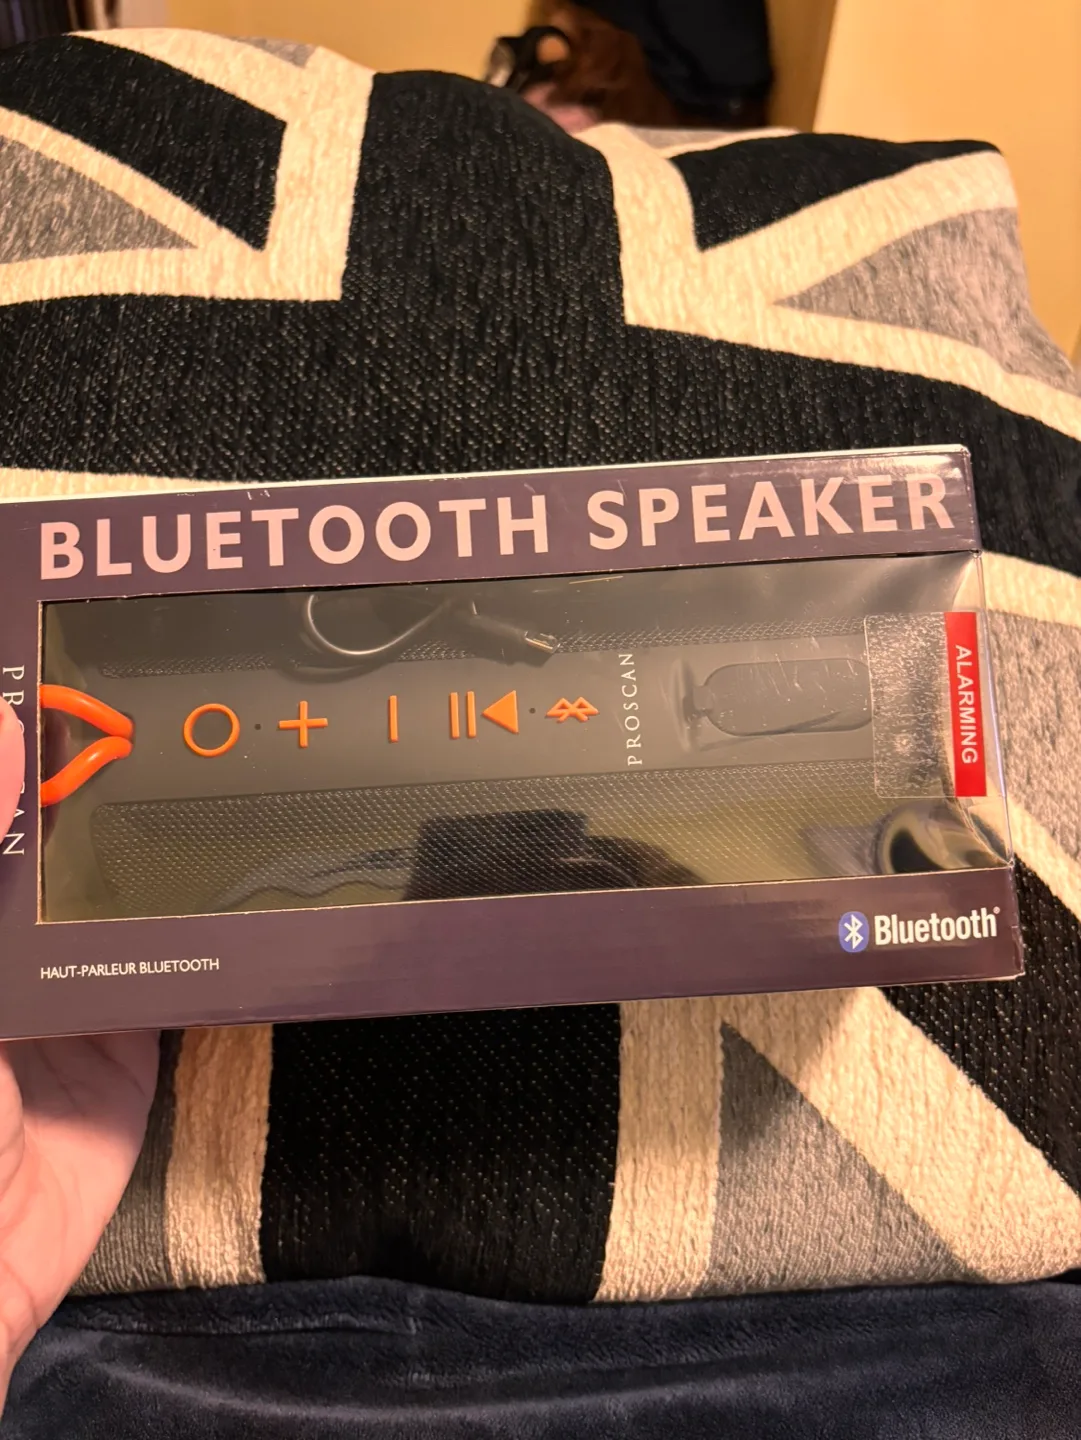 BLUETOOTH SPEAKER
PROSCAN
PROSCAN
ALARMING
Bluetooth®
HAUT-PARLEUR BLUETOOTH